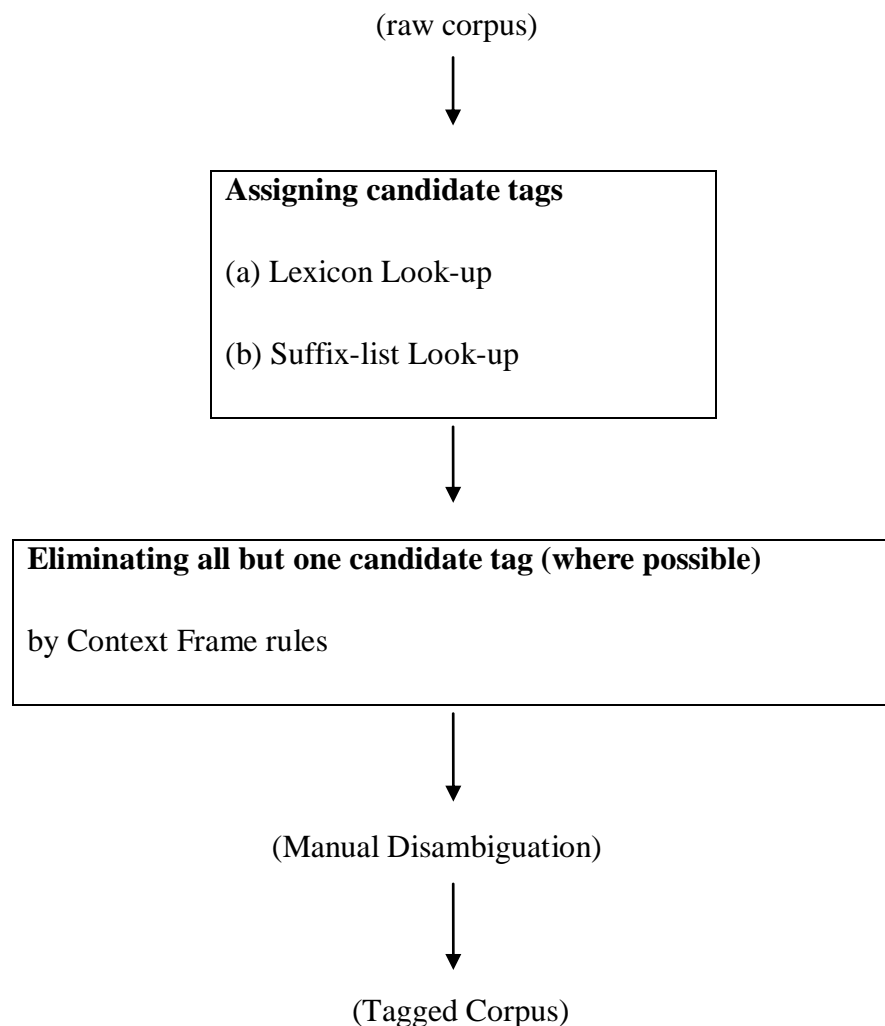 (raw corpus)
Assigning candidate tags
(a) Lexicon Look-up
(b) Suffix-list Look-up
Eliminating all but one candidate tag (where possible)
by Context Frame rules
(Manual Disambiguation)
(Tagged Corpus)